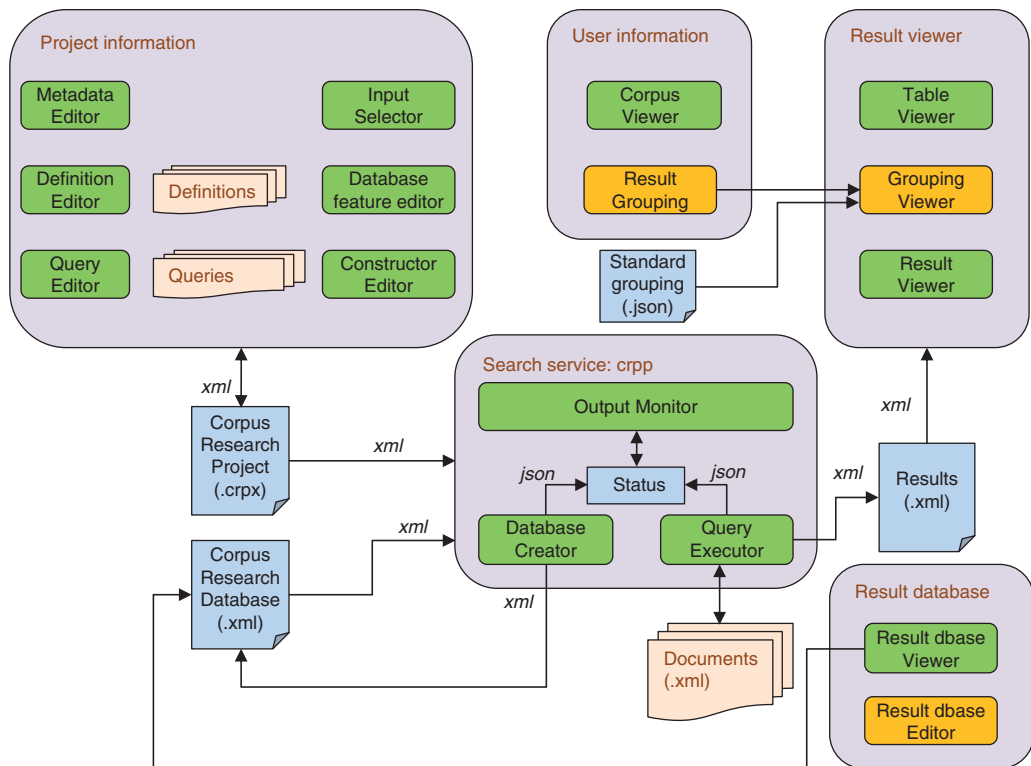 Project information
Metadata
Editor
Input
Selector
Definition
Editor
Definitions
Database
feature editor
Query
Editor
Queries
Constructor
Editor
User information
Corpus
Viewer
Result
Grouping
Standard
grouping
(.json)
Result viewer
Table
Viewer
Grouping
Viewer
Result
Viewer
xml
Corpus
Research
Project
(.crpx)
xml
Search service: crpp
Output Monitor
json
Status
json
Database
Creator
Query
Executor
xml
Results
(.xml)
xml
Corpus
Research
Database
(.xml)
xml
xml
Documents
(.xml)
Result database
Result dbase
Viewer
Result dbase
Editor